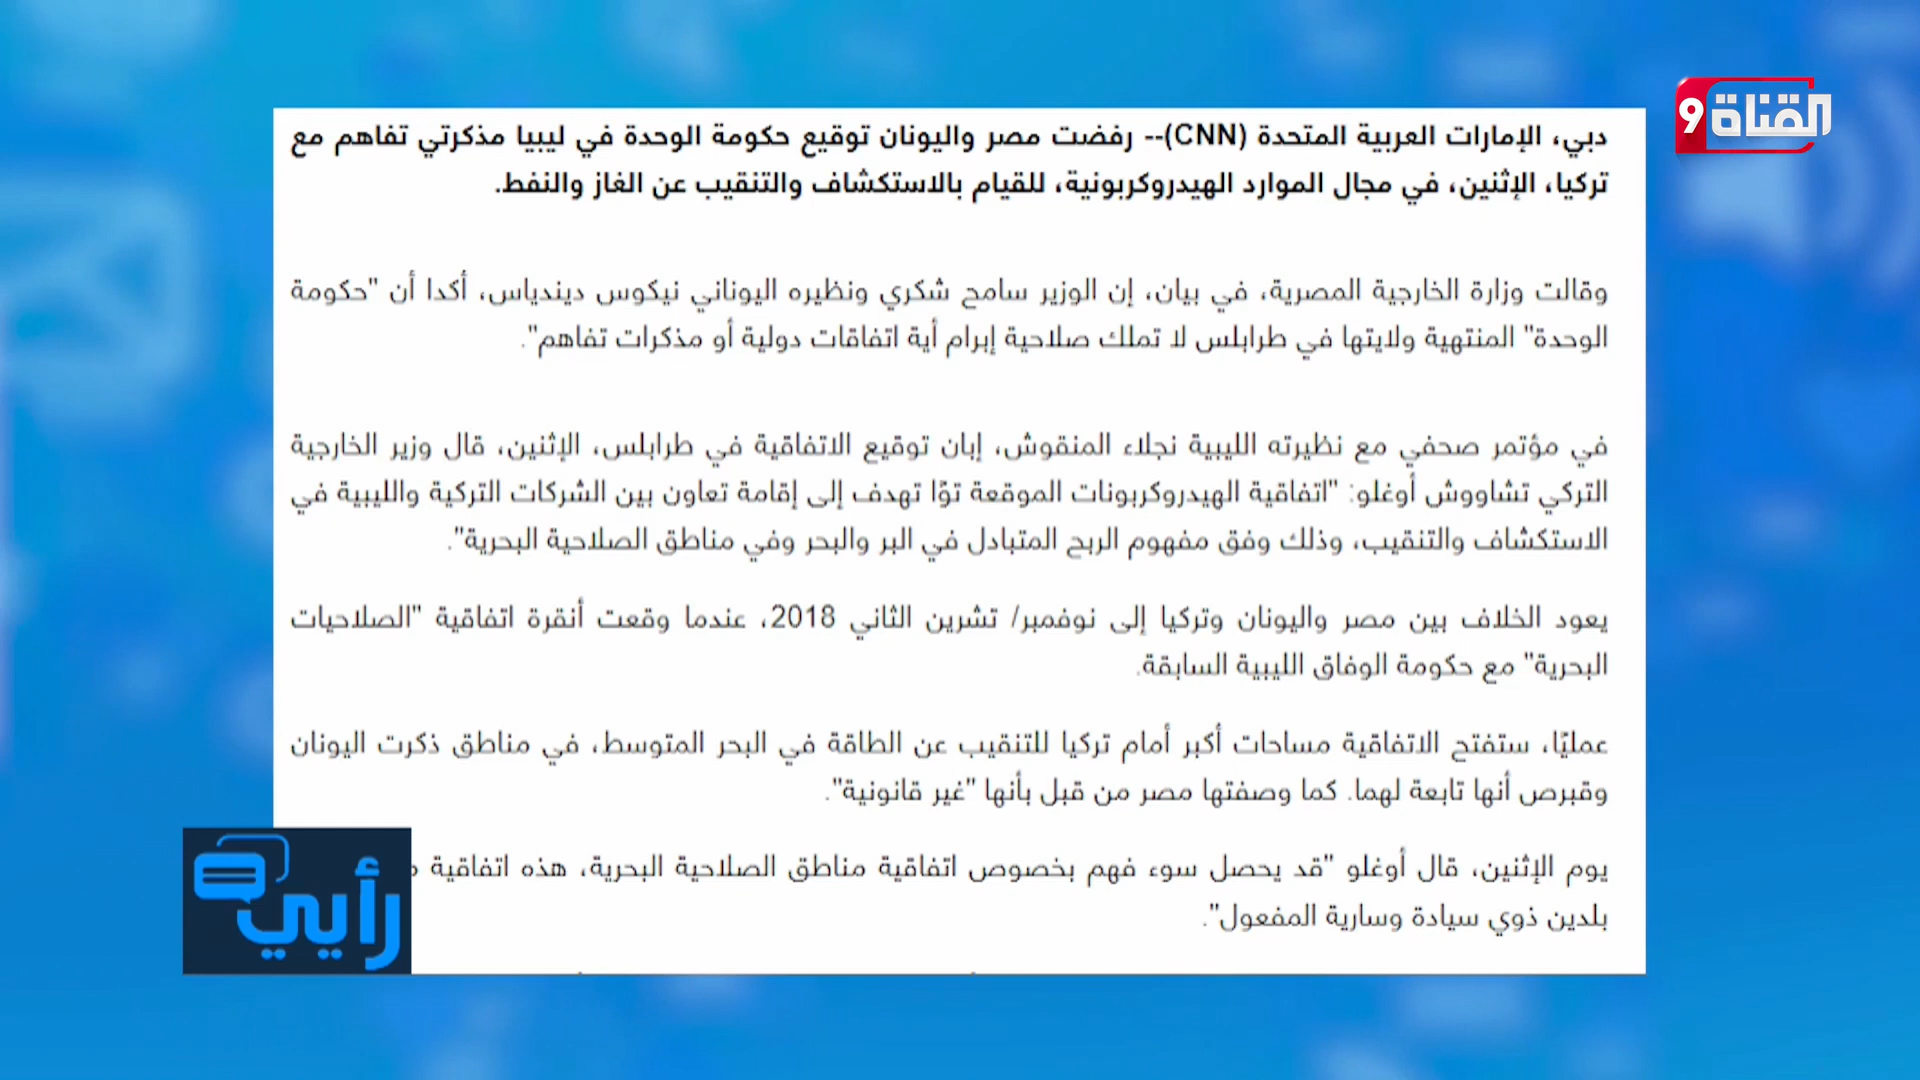 القناة 9
دبي، الإمارات العربية المتحدة (CNN)-- رفضت مصر واليونان توقيع حكومة الوحدة في ليبيا مذكرتي تفاهم مع
تركيا، الإثنين، في مجال الموارد الهيدروكربونية، للقيام بالاستكشاف والتنقيب عن الغاز والنفط.
وقالت وزارة الخارجية المصرية، في بيان، إن الوزير سامح شكري ونظيره اليوناني نيكوس دیندياس، أكدا أن "حكومة
الوحدة" المنتهية ولايتها في طرابلس لا تملك صلاحية إبرام أية اتفاقات دولية أو مذكرات تفاهم".
في مؤتمر صحفي مع نظيرته الليبية نجلاء المنقوش، إبان توقيع الاتفاقية في طرابلس، الإثنين، قال وزير الخارجية
التركي تشاووش أوغلو: "اتفاقية الهيدروكربونات الموقعة توًا تهدف إلى إقامة تعاون بين الشركات التركية والليبية في
الاستكشاف والتنقيب، وذلك وفق مفهوم الربح المتبادل في البر والبحر وفي مناطق الصلاحية البحرية".
يعود الخلاف بين مصر واليونان وتركيا إلى نوفمبر/ تشرين الثاني 2018، عندما وقعت أنقرة اتفاقية "الصلاحيات
البحرية" مع حكومة الوفاق الليبية السابقة.
عمليًا، ستفتح الاتفاقية مساحات أكبر أمام تركيا للتنقيب عن الطاقة في البحر المتوسط، في مناطق ذكرت اليونان
وقبرص أنها تابعة لهما. كما وصفتها مصر من قبل بأنها "غير قانونية".
يوم الإثنين، قال أوغلو "قد يحصل سوء فهم بخصوص اتفاقية مناطق الصلاحية البحرية، هذه اتفاقية
بلدين ذوي سيادة وسارية المفعول".
رأيي